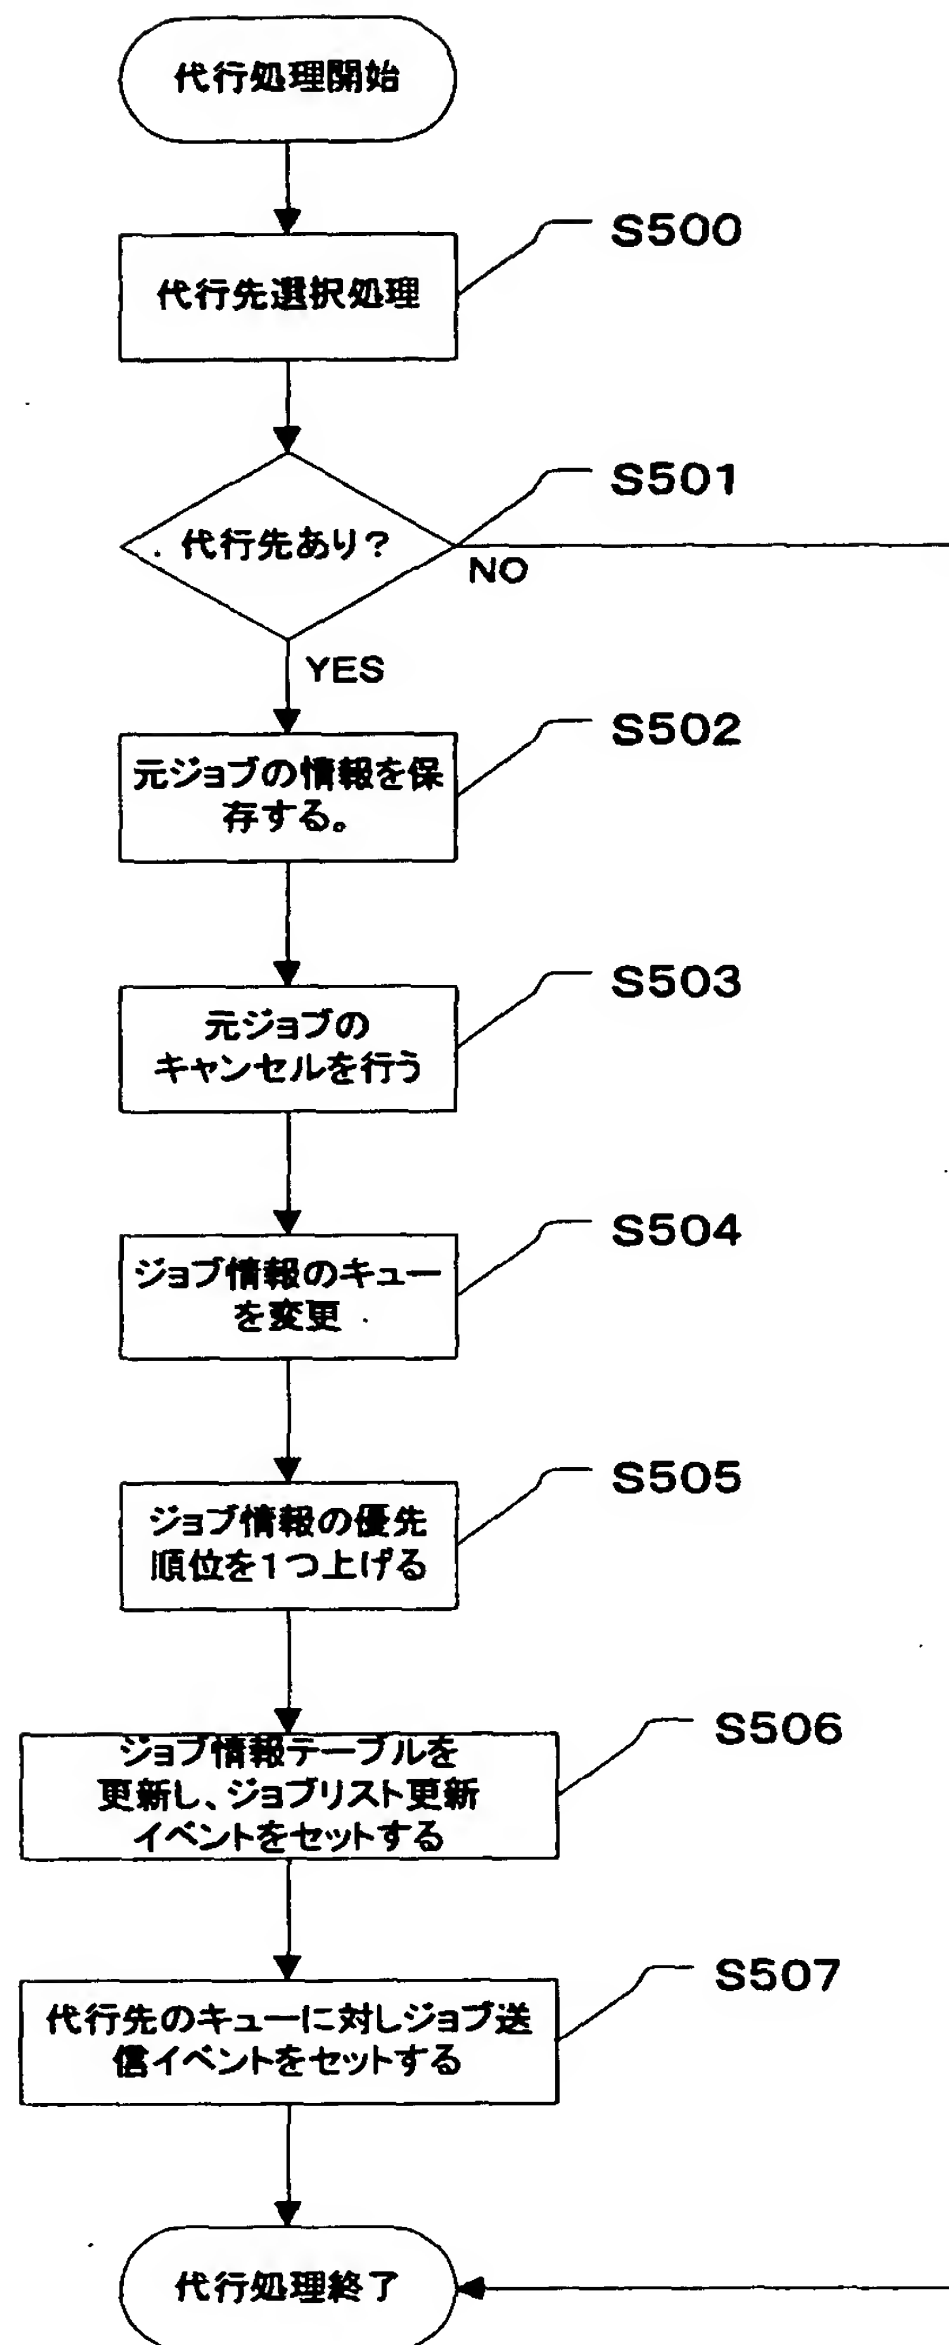 代行処理開始
S500
代行先選択処理
S501
代行先あり?
NO
YES
S502
元ジョブの情報を保
存する。
S503
元ジョブの
キャンセルを行う
S504
ジョブ情報のキュー
を変更
S505
ジョブ情報の優先
順位を1つ上げる
S506
ジョブ情報テーブルを
更新し、ジョブリスト更新
イベントをセットする
S507
代行先のキューに対しジョブ送
信イベントをセットする
代行処理終了